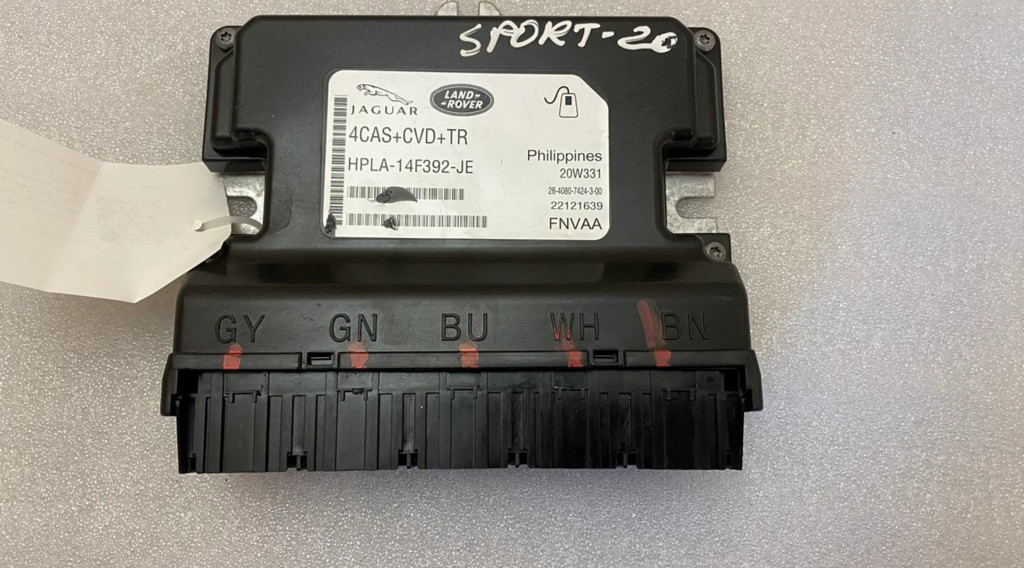 SPORT-20
JAGUAR
LAND-
ROVER
4CAS+CVD+TR
HPLA-14F392-JE
Philippines
20W331
28-4080-7424-3-00
22121639
FNVAA
GY GN BU WH BN